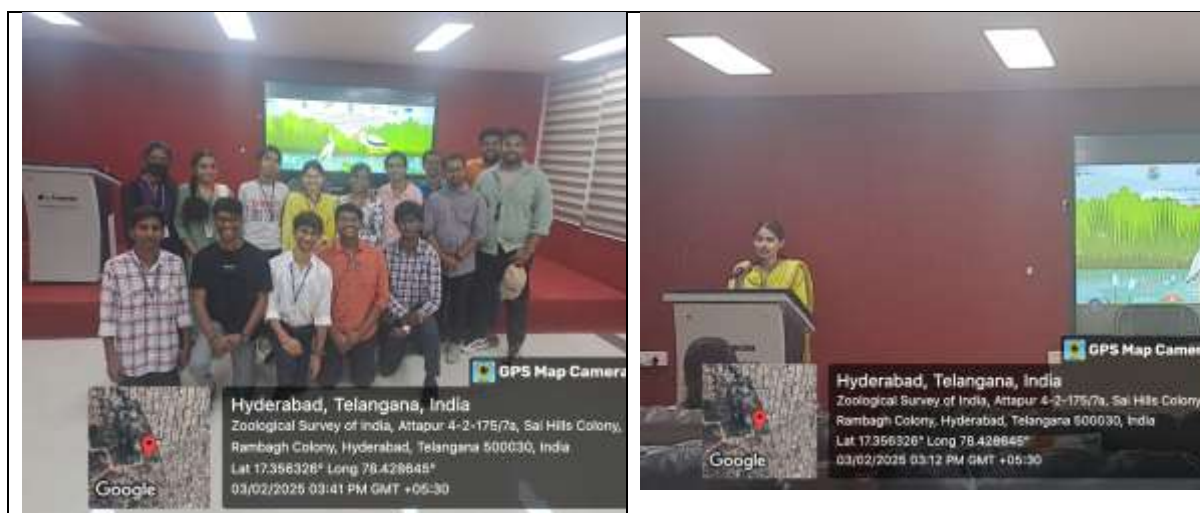 GPS Map Camera
Hyderabad, Telangana, India
Zoological Survey of India, Attapur 4-2-175/7a, Sai Hills Colony,
Rambagh Colony, Hyderabad, Telangana 500030, India
Lat 17.356326° Long 78.428645°
03/02/2025 03:41 PM GMT +05:30
Google
GPS Map Camer
Hyderabad, Telangana, India
Zoological Survey of India, Attapur 4-2-175/7a, Sai Hills Colony
Rambagh Colony, Hyderabad, Telangana 500030, India
Lat 17.356326° Long 78.428645°
03/02/2025 03:12 PM GMT +05:30
Google